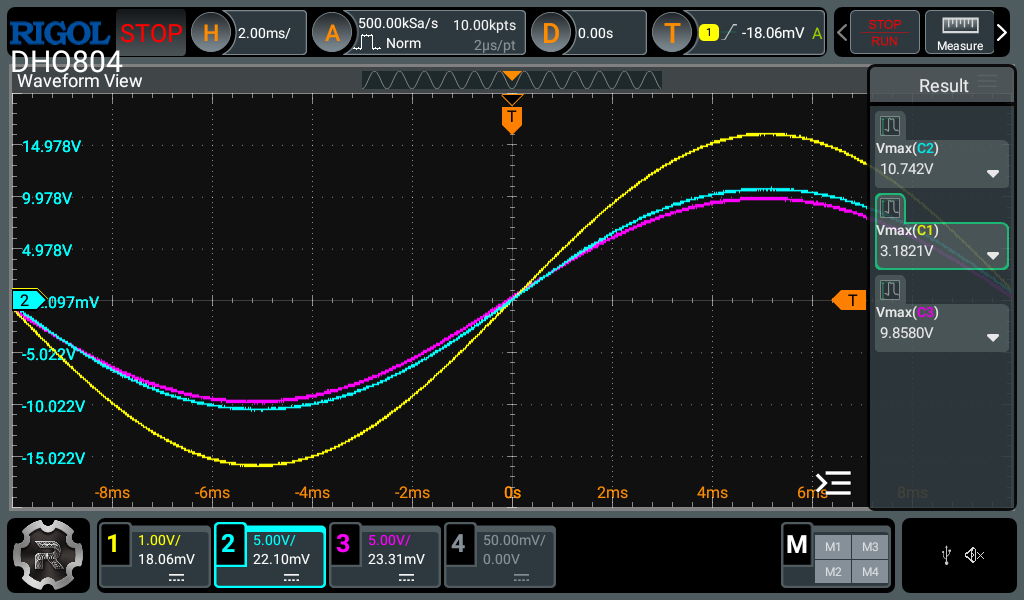 RIGOL STOP H 2.00ms/ A 500.00kSa/s 10.00kpts D 0.00s T 1 -18.06mV A STOP
Norm 2µs/pt RUN Measure
DHO804
Waveform View
Result
T
14.978V
9.978V
4.978V
2 .097mV T
-5.022V
-10.022V
-15.022V
-8ms -6ms -4ms -2ms 0s 2ms 4ms 6ms 8ms
Vmax(C2)
10.742V
Vmax(C1)
3.1821V
Vmax(C3)
9.8580V
1 1.00V/ 2 5.00V/ 3 5.00V/ 4 50.00mV/ M M1 M3
18.06mV 22.10mV 23.31mV 0.00V M2 M4
R